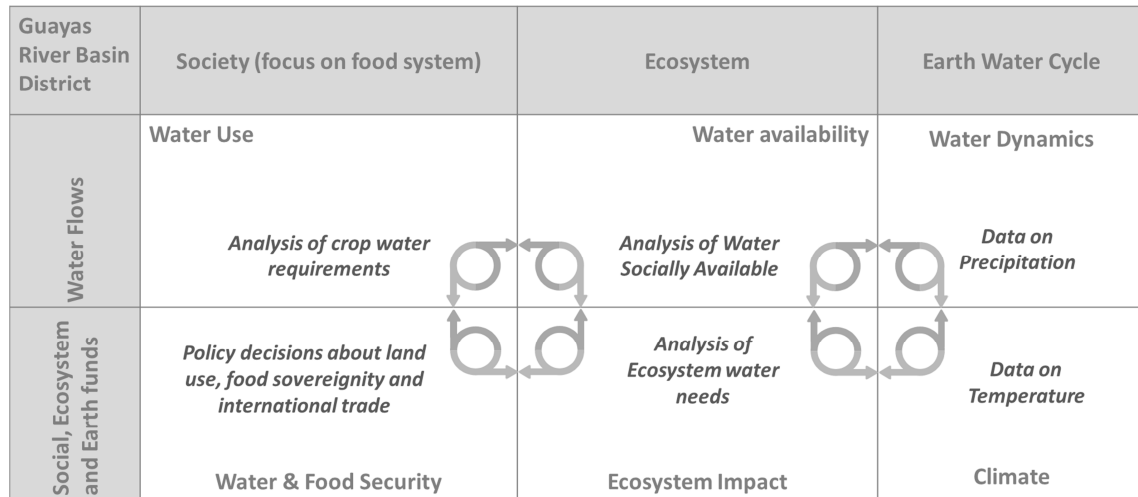 Guayas
River Basin
District
Society (focus on food system)
Ecosystem
Earth Water Cycle
Water Flows
Water Use
Water availability
Water Dynamics
Analysis of crop water
requirements
Analysis of Water
Socially Available
Data on
Precipitation
Social, Ecosystem
and Earth funds
Policy decisions about land
use, food sovereignity and
international trade
Analysis of
Ecosystem water
needs
Data on
Temperature
Water & Food Security
Ecosystem Impact
Climate